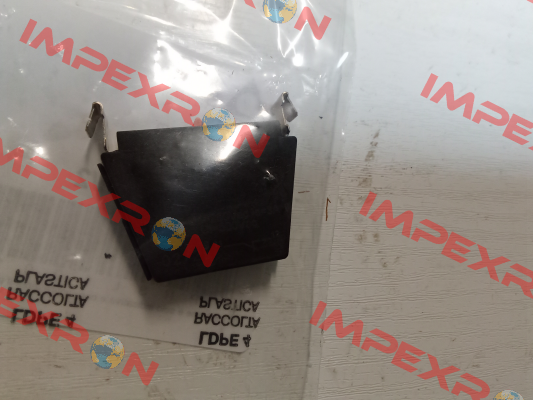 IMPEXRON
IMPEXRON
IMPEXRON
IMPEXRON
IMPEXRON
IMPEXRON
PLASTICA
RACCOLTA
LDPE 4
PLASTICA
RACCOLTA
LDPE 4